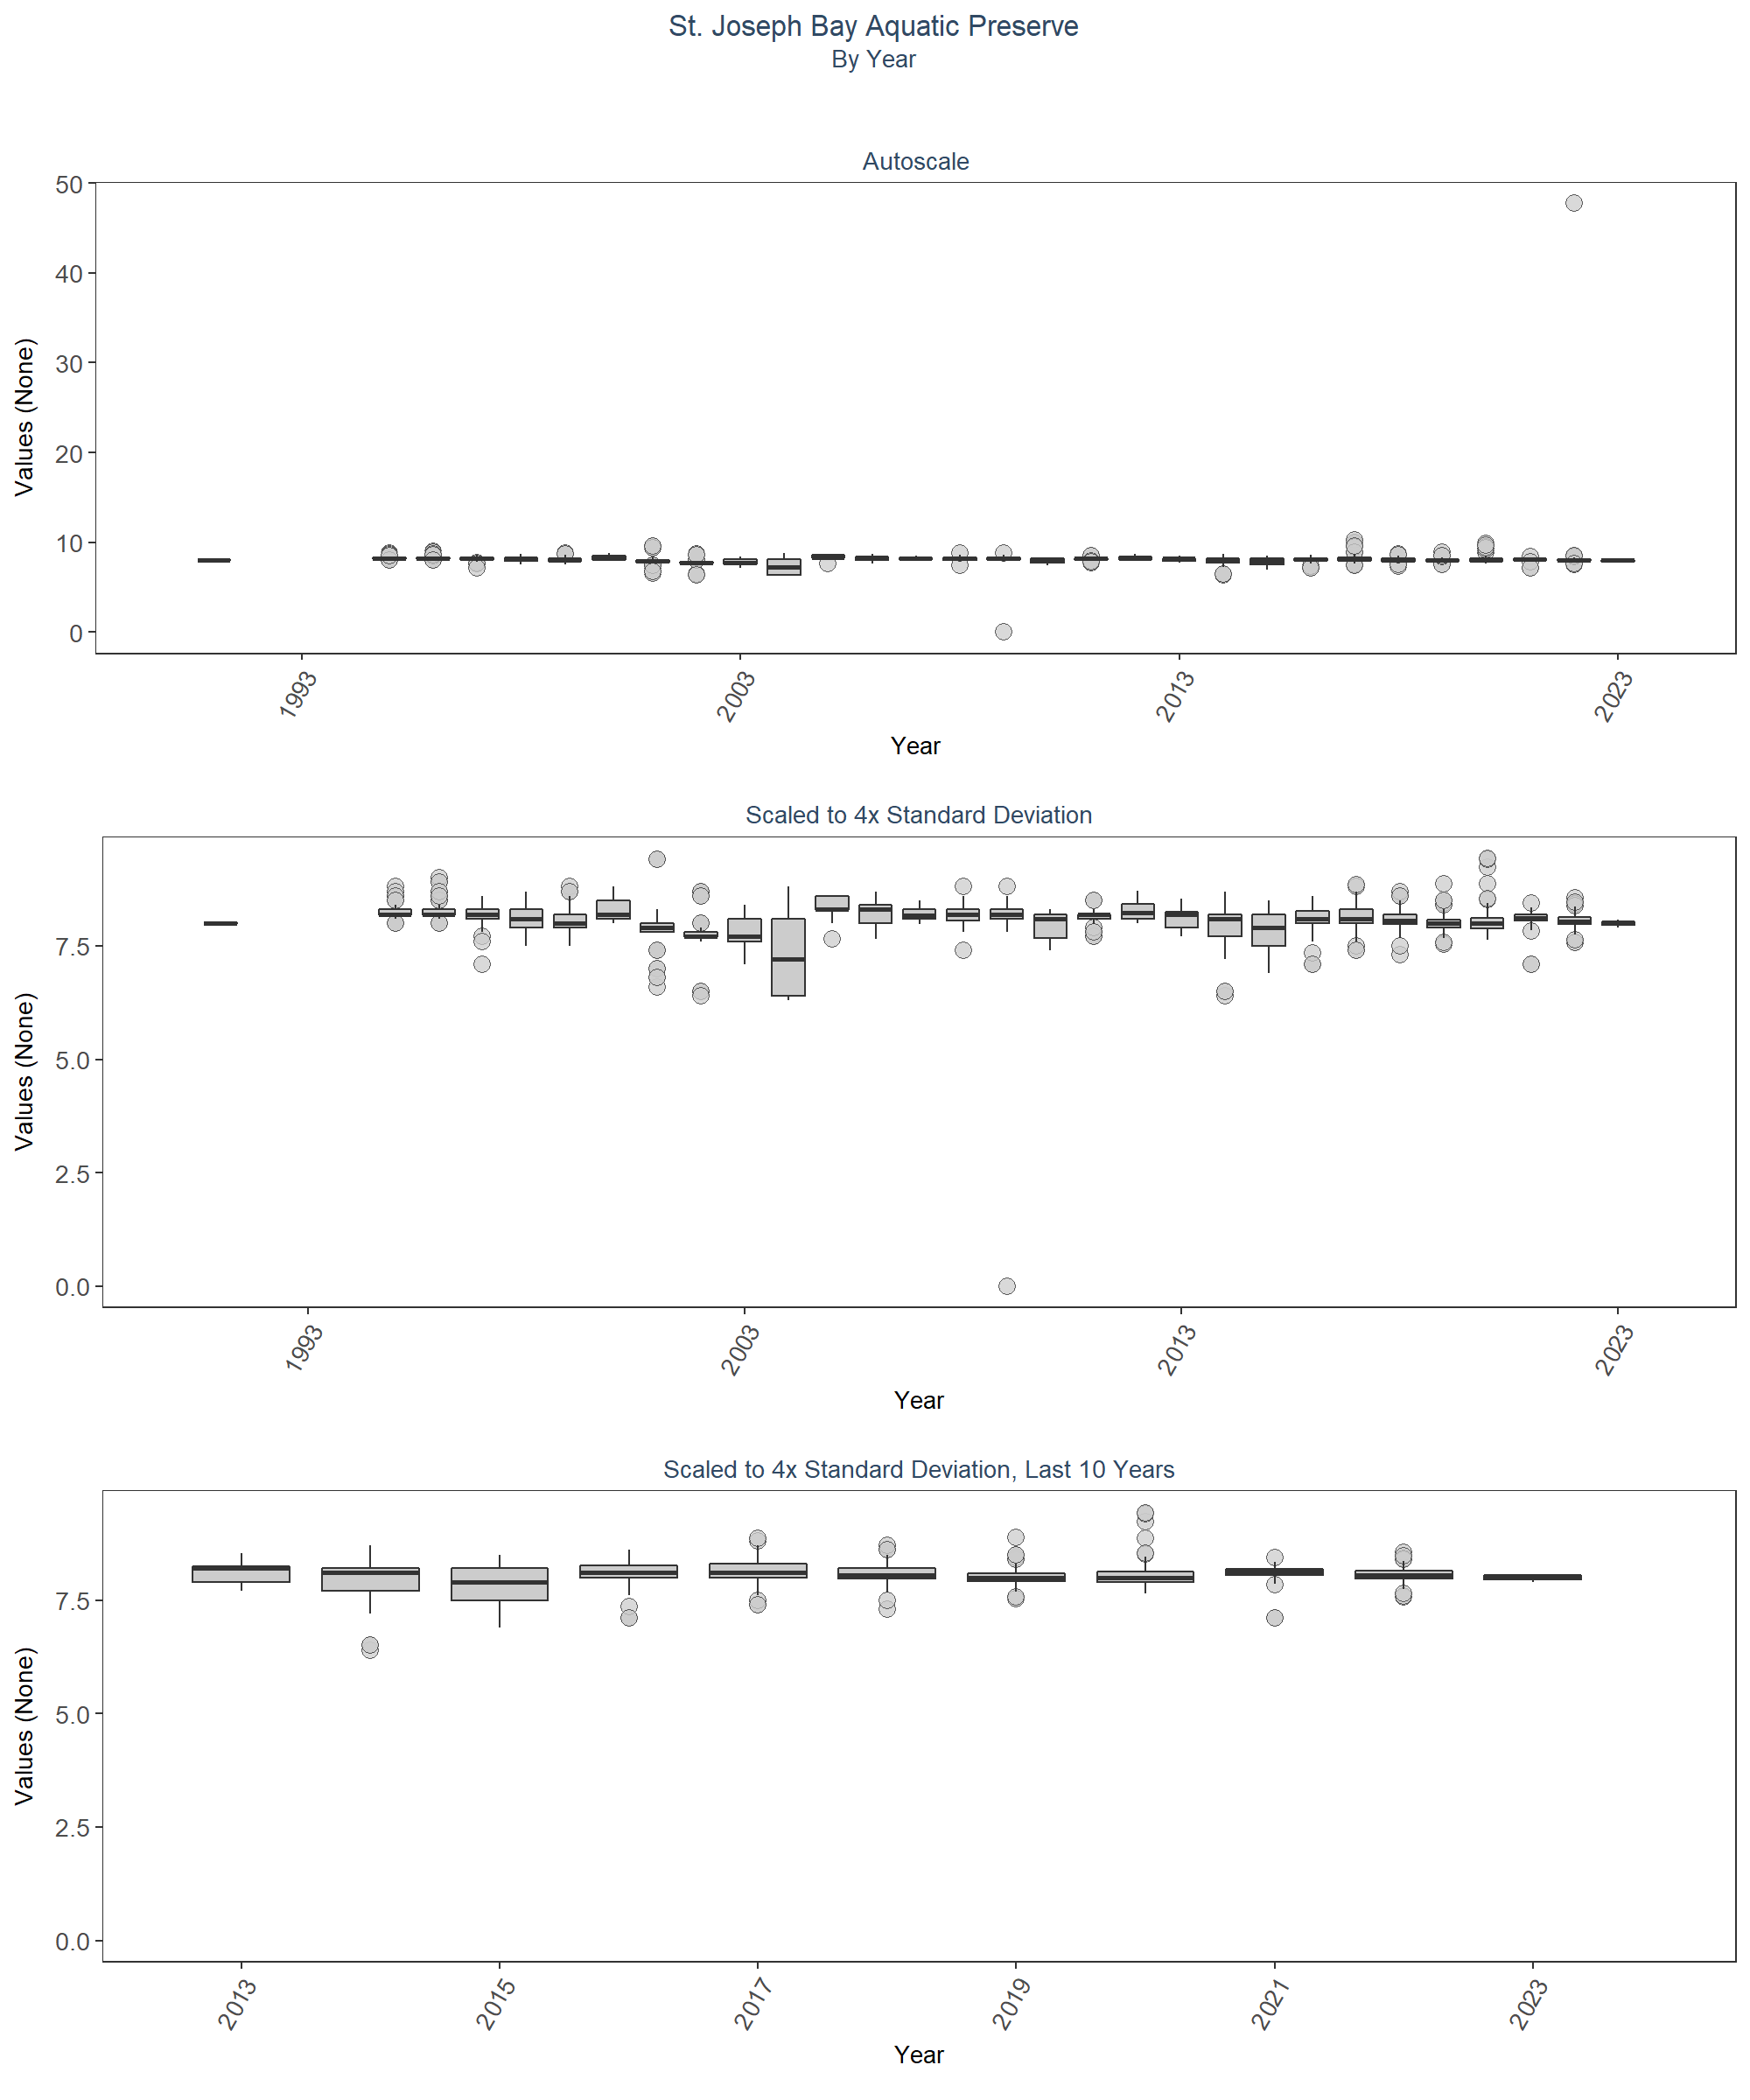 St. Joseph Bay Aquatic Preserve
By Year
Autoscale
50
40
30
20
10
0
Values (None)
1993
2003
2013
2023
Year
Scaled to 4x Standard Deviation
7.5
5.0
2.5
0.0
Values (None)
1993
2003
2013
2023
Year
Scaled to 4x Standard Deviation, Last 10 Years
7.5
5.0
2.5
0.0
Values (None)
2013
2015
2017
2019
2021
2023
Year